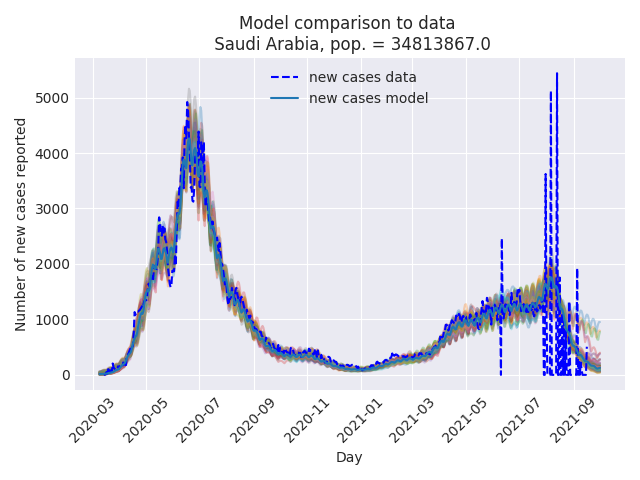 Model comparison to data
Saudi Arabia, pop. = 34813867.0
new cases data
new cases model
Number of new cases reported
5000
4000
3000
2000
1000
0
2020-03
2020-05
2020-07
2020-09
2020-11
2021-01
2021-03
2021-05
2021-07
2021-09
Day